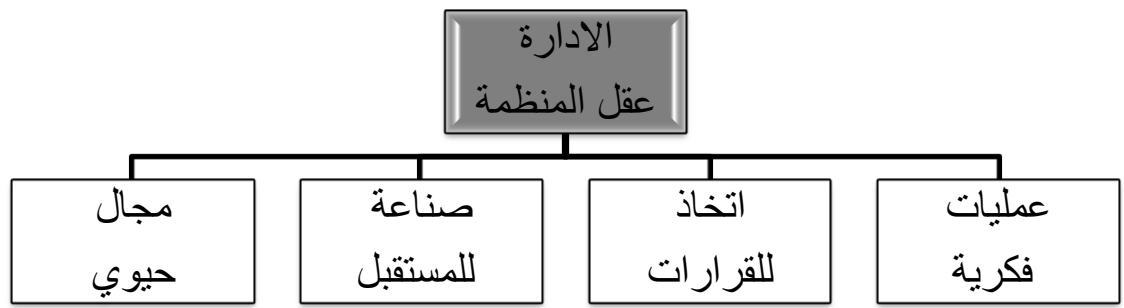 الادارة
عقل المنظمة
عمليات
فكرية
اتخاذ
للقرارات
صناعة
للمستقبل
مجال
حيوي